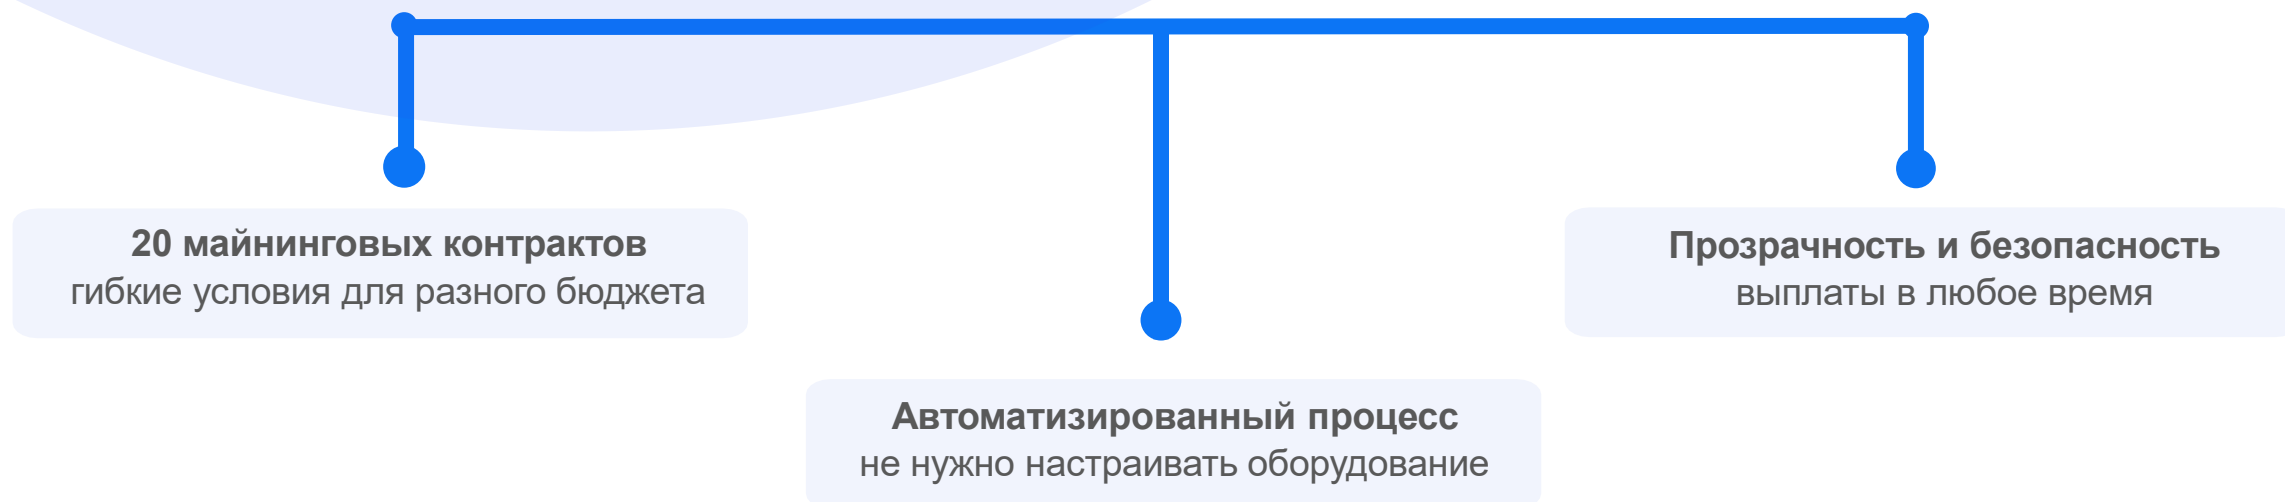 20 майнинговых контрактов
гибкие условия для разного бюджета
Автоматизированный процесс
не нужно настраивать оборудование
Прозрачность и безопасность
выплаты в любое время